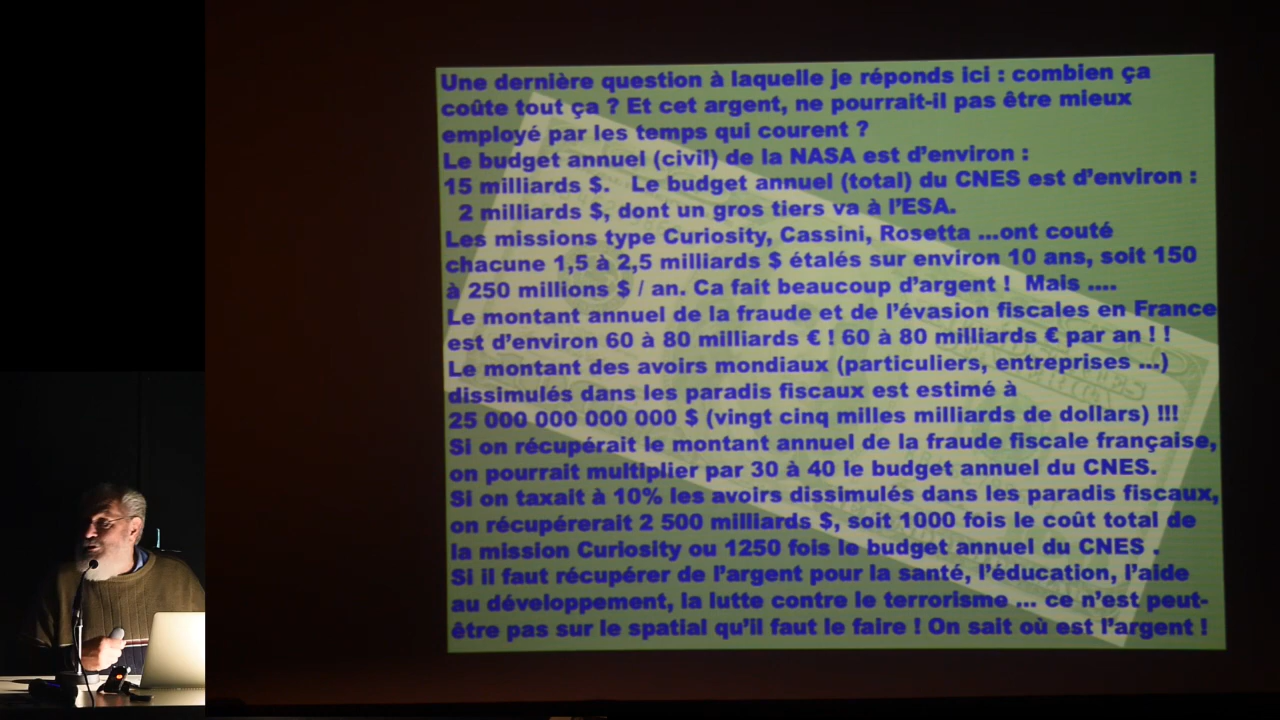 Une dernière question à laquelle je réponds ici : combien ça
coûte tout ça ? Et cet argent, ne pourrait-il pas être mieux
employé par les temps qui courent ?
Le budget annuel (civil) de la NASA est d'environ :
15 milliards $. Le budget annuel (total) du CNES est d'environ :
2 milliards $, dont un gros tiers va à l'ESA.
Les missions type Curiosity, Cassini, Rosetta ...ont couté
chacune 1,5 à 2,5 milliards $ étalés sur environ 10 ans, soit 150
à 250 millions $ / an. Ca fait beaucoup d'argent ! Mais ....
Le montant annuel de la fraude et de l'évasion fiscales en France
est d'environ 60 à 80 milliards € ! 60 à 80 milliards € par an ! !
Le montant des avoirs mondiaux (particuliers, entreprises ...)
dissimulés dans les paradis fiscaux est estimé à
25 000 000 000 000 $ (vingt cinq milles milliards de dollars) !!!
Si on récupérait le montant annuel de la fraude fiscale française,
on pourrait multiplier par 30 à 40 le budget annuel du CNES.
Si on taxait à 10% les avoirs dissimulés dans les paradis fiscaux,
on récupérerait 2 500 milliards $, soit 1000 fois le coût total de
la mission Curiosity ou 1250 fois le budget annuel du CNES .
Si il faut récupérer de l'argent pour la santé, l'éducation, l'aide
au développement, la lutte contre le terrorisme ... ce n'est peut-
être pas sur le spatial qu'il faut le faire ! On sait où est l'argent !